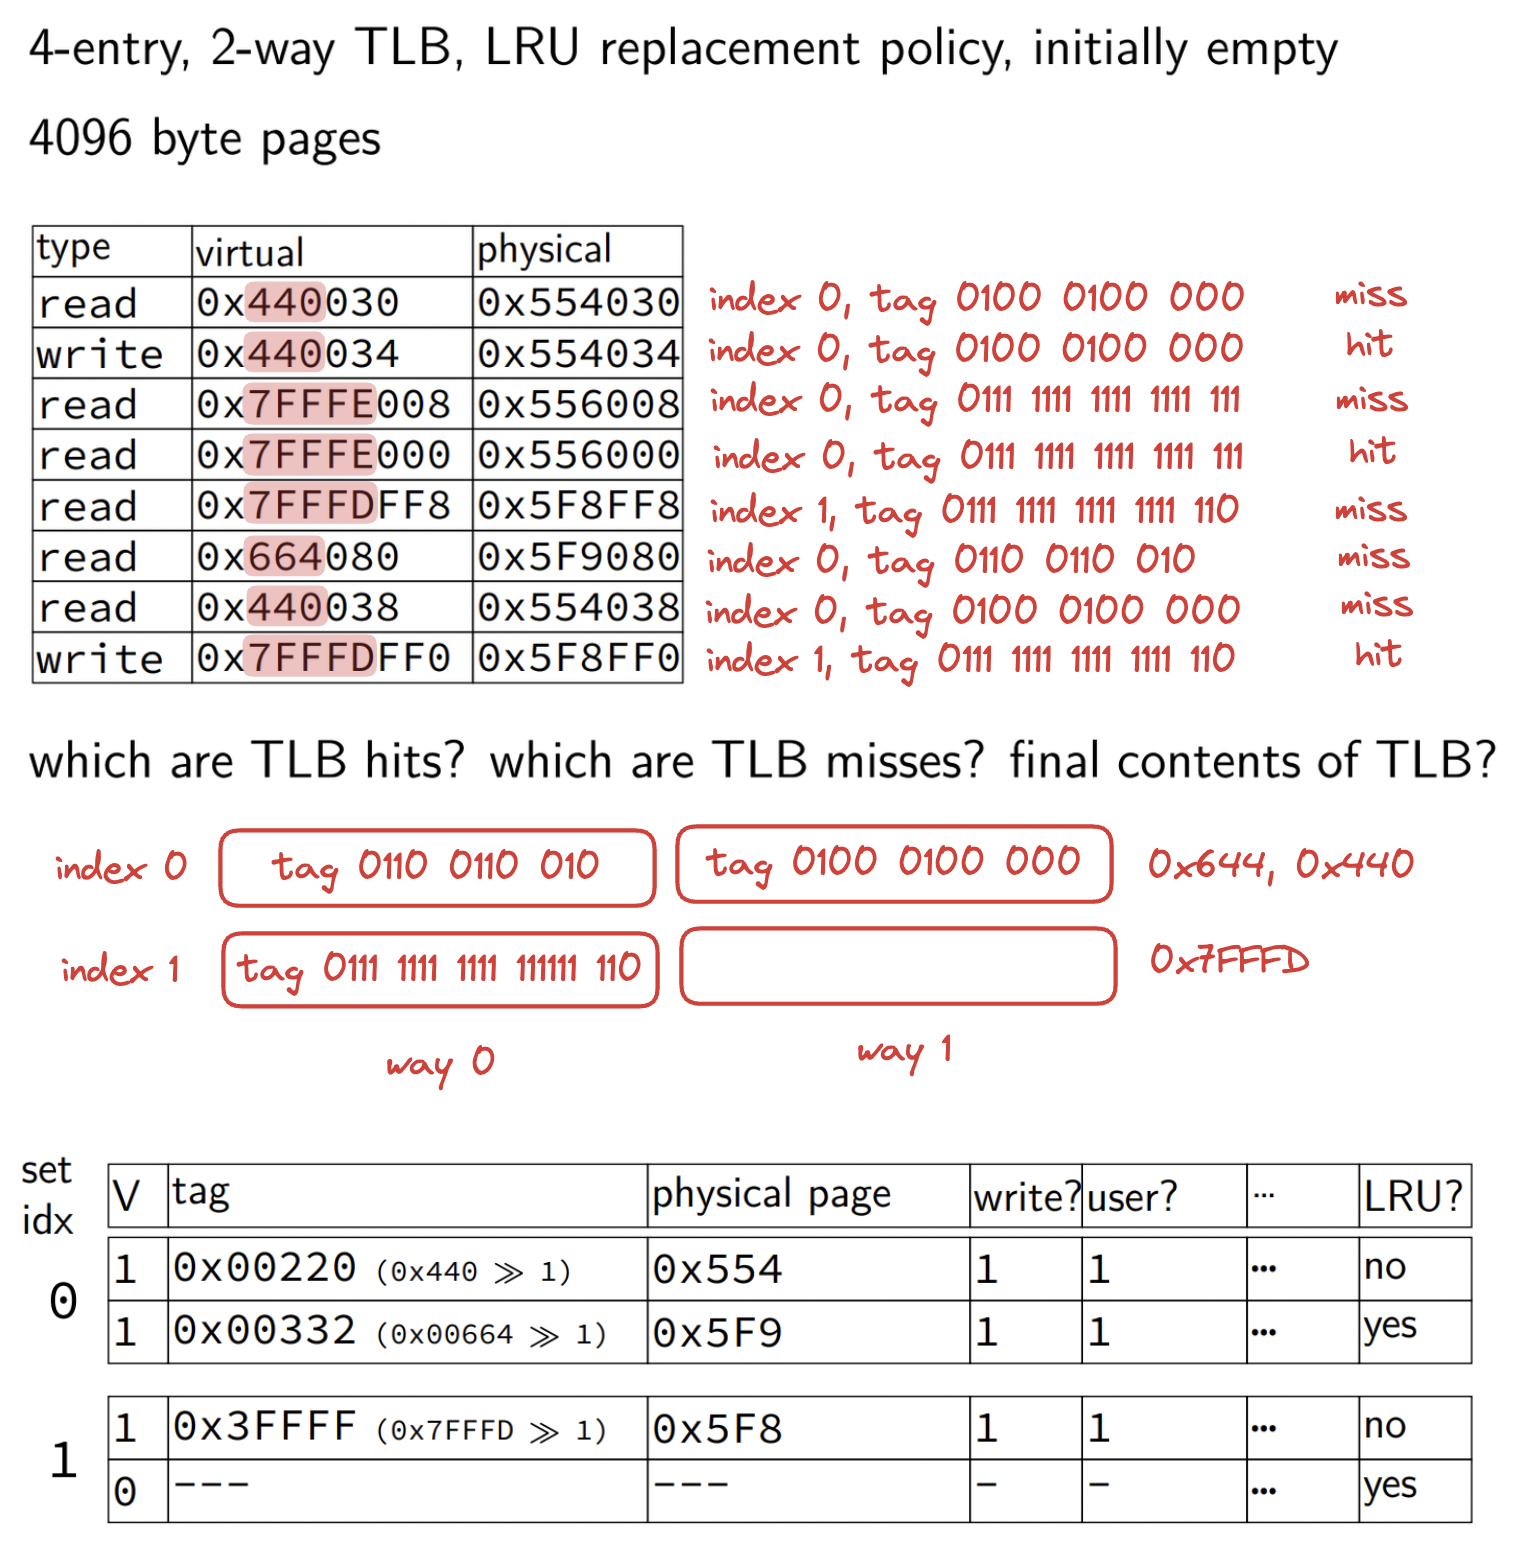 4-entry, 2-way TLB, LRU replacement policy, initially empty
4096 byte pages
type virtual physical
read 0x440030 0x554030 index 0, tag 0100 0100 000 miss
write 0x440034 0x554034 index 0, tag 0100 0100 000 hit
read 0x7FFFE008 0x556008 index 0, tag 0111 1111 1111 1111 111 miss
read 0x7FFFE000 0x556000 index 0, tag 0111 1111 1111 1111 111 hit
read 0x7FFFDFF8 0x5F8FF8 index 1, tag 0111 1111 1111 1111 110 miss
read 0x664080 0x5F9080 index 0, tag 0110 0110 010 miss
read 0x440038 0x554038 index 0, tag 0100 0100 000 miss
write 0x7FFFDFF0 0x5F8FF0 index 1, tag 0111 1111 1111 1111 110 hit
which are TLB hits? which are TLB misses? final contents of TLB?
index 0 tag 0110 0110 010 tag 0100 0100 000 0x644, 0x440
index 1 tag 0111 1111 1111 111111 110 0x7FFFD
way 0 way 1
set idx V tag physical page write? user? ... LRU?
0 1 0x00220 (0x440 ≫ 1) 0x554 1 1 ... no
1 0x00332 (0x00664 ≫ 1) 0x5F9 1 1 ... yes
1 1 0x3FFFF (0x7FFFD ≫ 1) 0x5F8 1 1 ... no
0 --- --- - - ... yes